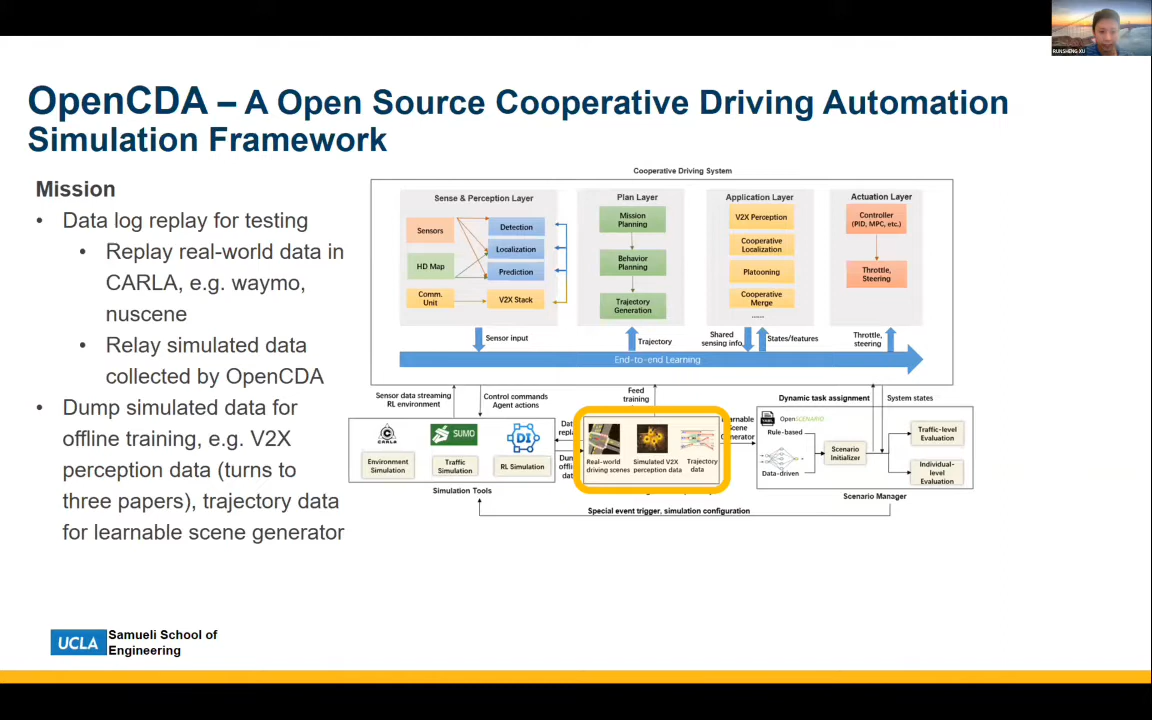 RUNSHENG XU
OpenCDA – A Open Source Cooperative Driving Automation
Simulation Framework
Mission
• Data log replay for testing
• Replay real-world data in
CARLA, e.g. waymo,
nuscene
• Relay simulated data
collected by OpenCDA
• Dump simulated data for
offline training, e.g. V2X
perception data (turns to
three papers), trajectory data
for learnable scene generator
Cooperative Driving System
Sense & Perception Layer
Sensors
HD Map
Comm.
Unit
Detection
Localization
Prediction
V2X Stack
Plan Layer
Mission
Planning
Behavior
Planning
Trajectory
Generation
Application Layer
V2X Perception
Cooperative
Localization
Platooning
Cooperative
Merge
......
Actuation Layer
Controller
(PID, MPC, etc.)
Throttle,
Steering
Sensor input
Trajectory
Shared
sensing info
States/features
Throttle,
steering
End-to-end Learning
Sensor data streaming
RL environment
Control commands
Agent actions
Feed
training
Dynamic task assignment
System states
CARLA
SUMO
DI
Environment
Simulation
Traffic
Simulation
RL Simulation
Simulation Tools
Real-world
driving scenes
Simulated V2X
perception data
Trajectory
data
Scene
Generator
OpenSCENARIO
Rule-based
Data-driven
Scenario
Initializer
Traffic-level
Evaluation
Individual-
level
Evaluation
Scenario Manager
Special event trigger, simulation configuration
UCLA
Samueli School of
Engineering